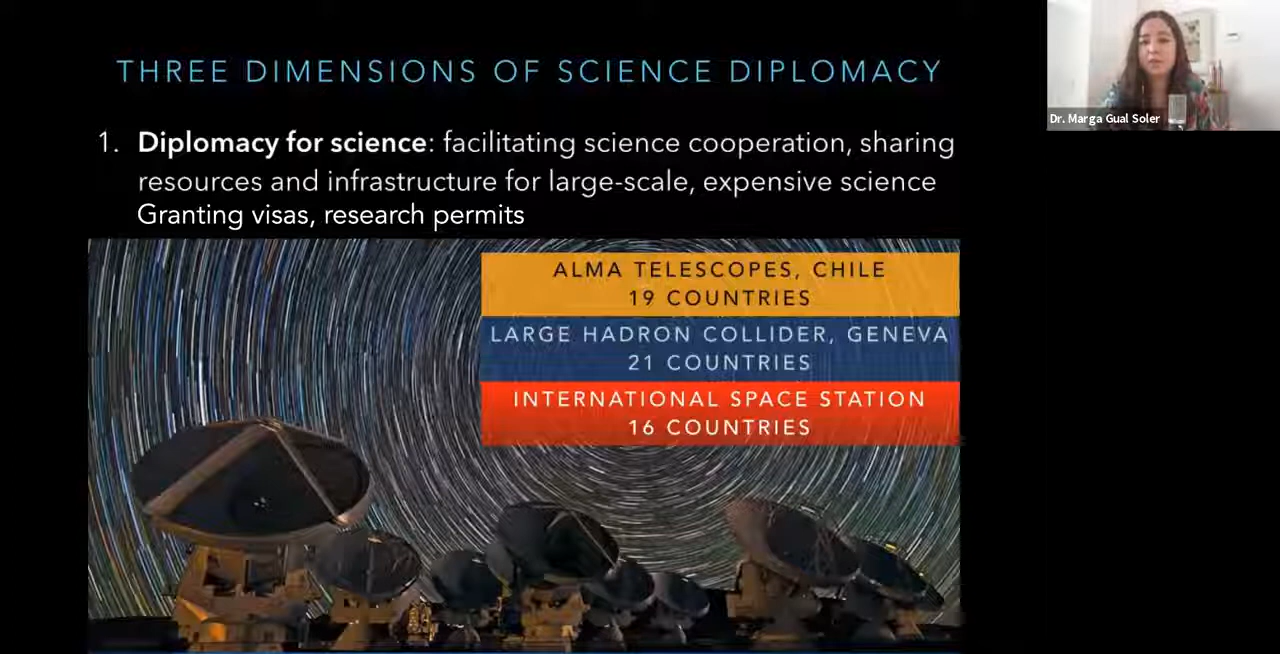 THREE DIMENSIONS OF SCIENCE DIPLOMACY
Dr. Marga Gual Soler
1. Diplomacy for science: facilitating science cooperation, sharing
resources and infrastructure for large-scale, expensive science
Granting visas, research permits
ALMA TELESCOPES, CHILE
19 COUNTRIES
LARGE HADRON COLLIDER, GENEVA
21 COUNTRIES
INTERNATIONAL SPACE STATION
16 COUNTRIES